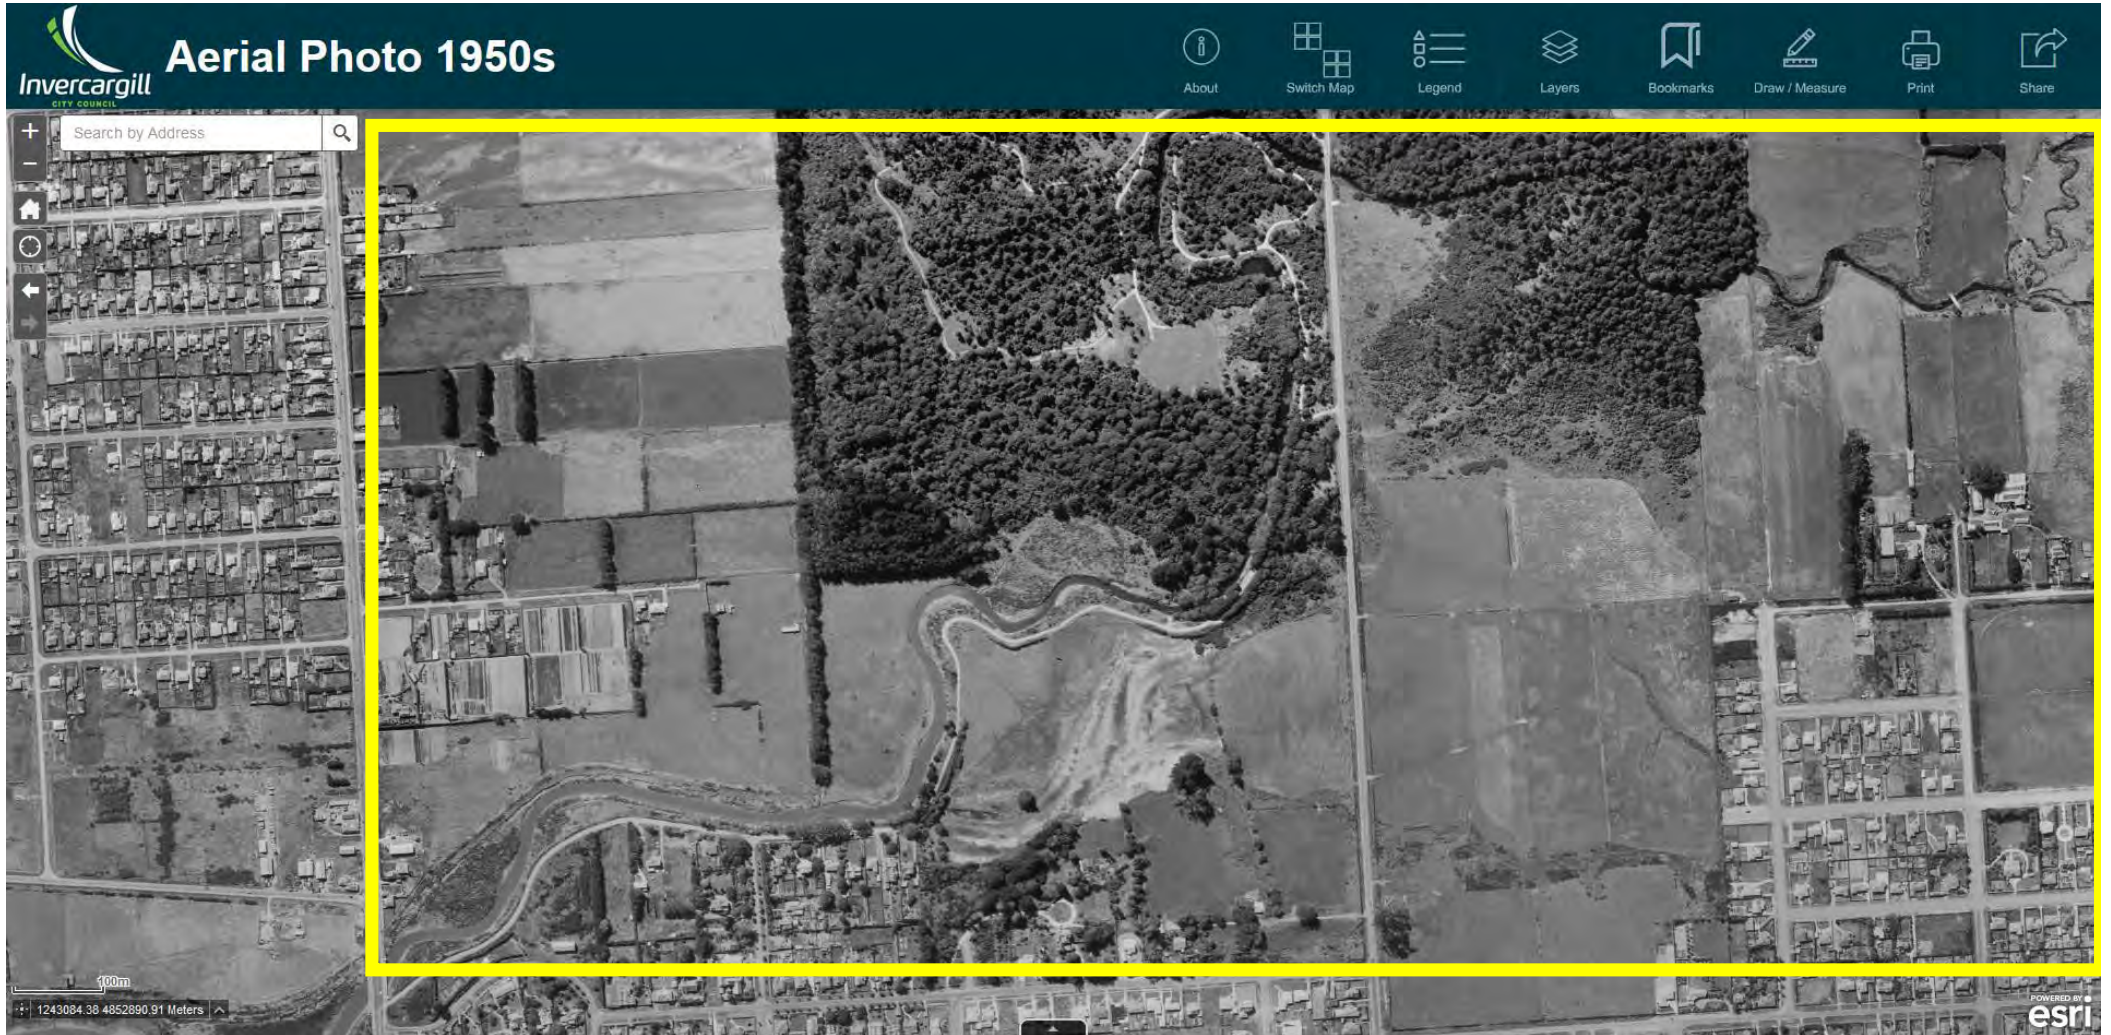 Invercargill
CITY COUNCIL
Aerial Photo 1950s
About
Switch Map
Legend
Layers
Bookmarks
Draw / Measure
Print
Share
+
Search by Address
−
100m
1243084.38 4852890.91 Meters
POWERED BY
esri